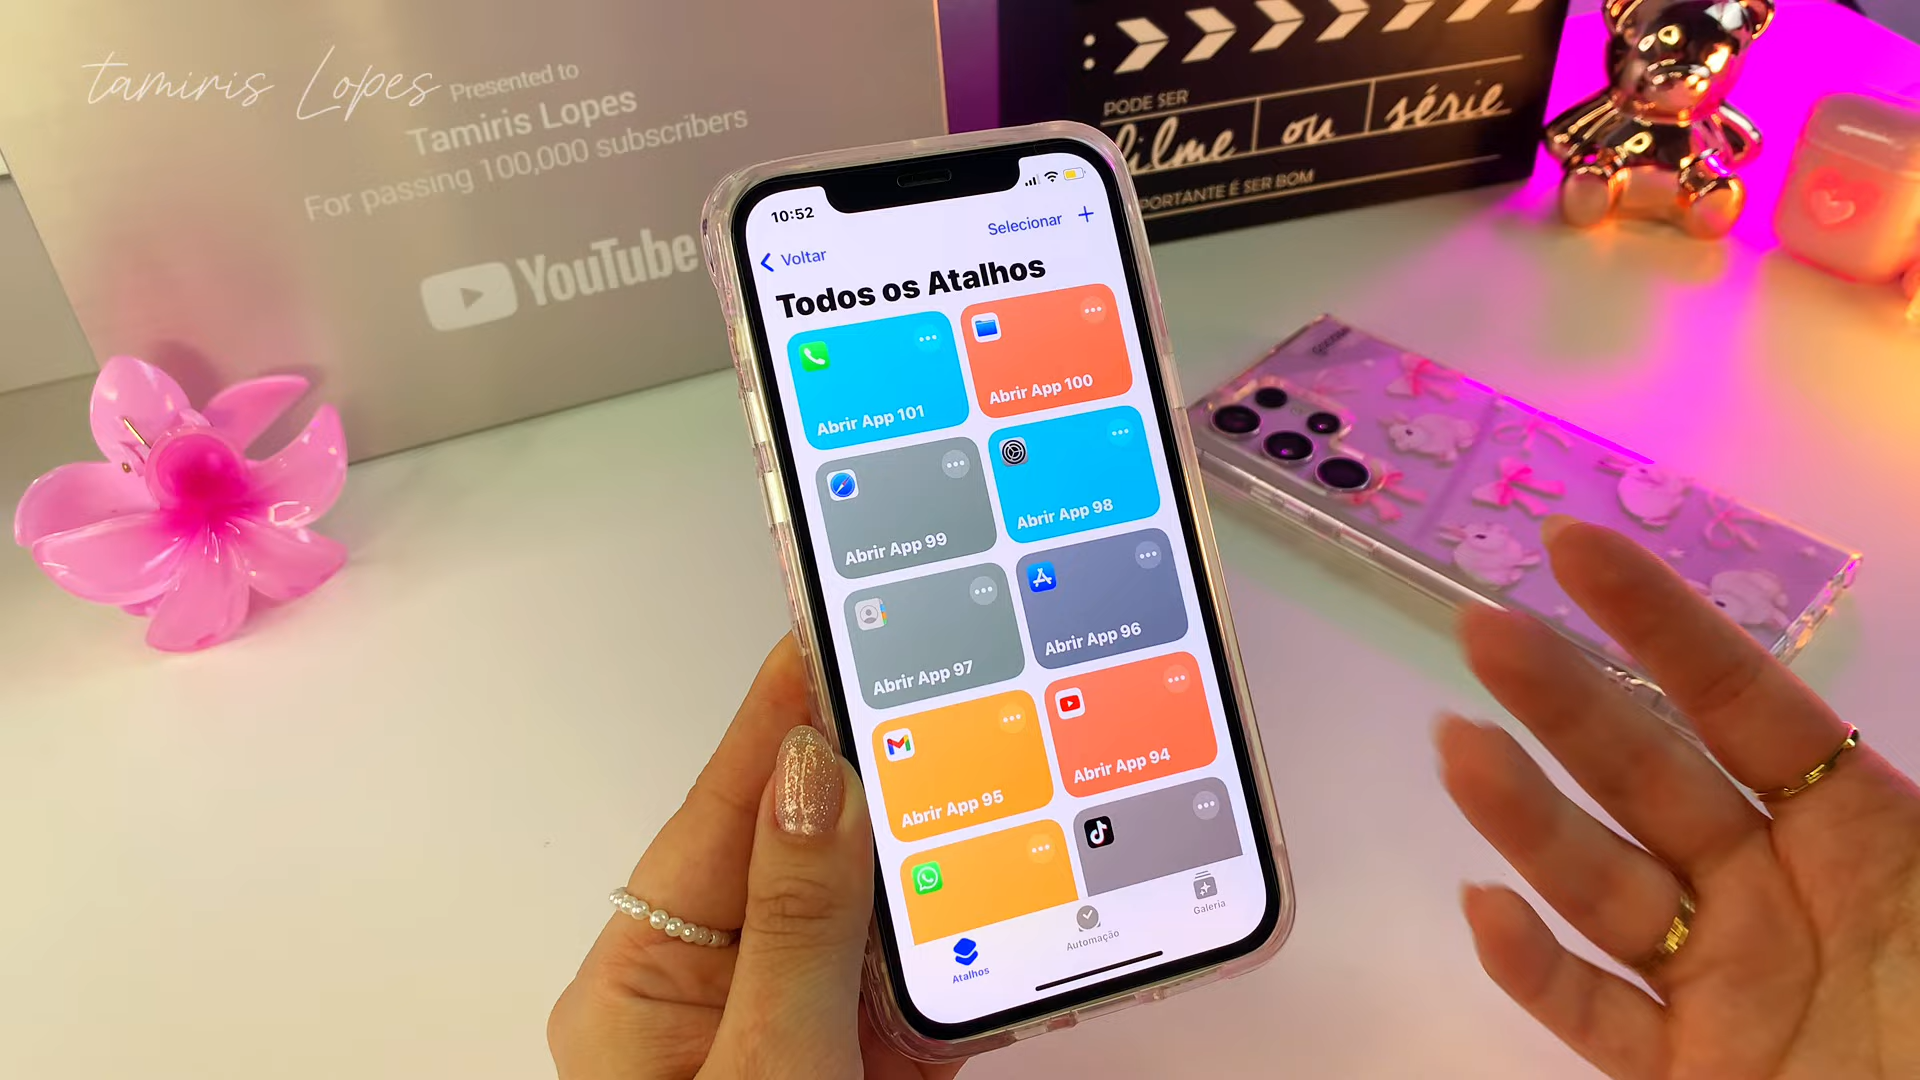 tamiris Lopes
Presented to
Tamiris Lopes
For passing 100,000 subscribers
YouTube
PODE SER
filme ou série
PORTANTE É SER BOM
10:52
Selecionar +
Voltar
Todos os Atalhos
Abrir App 101
Abrir App 100
Abrir App 99
Abrir App 98
Abrir App 97
Abrir App 96
Abrir App 95
Abrir App 94
Atalhos
Automação
Galeria